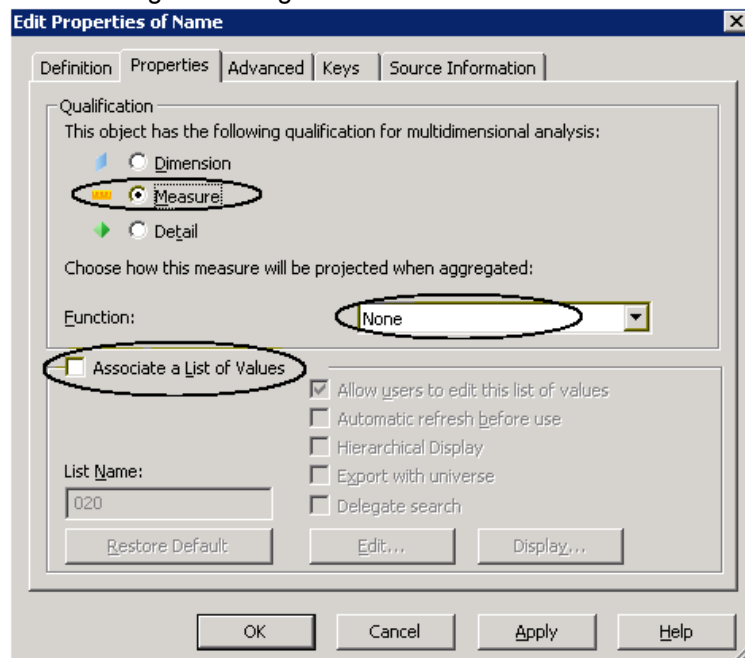 Edit Properties of Name
Definition Properties Advanced Keys Source Information
Qualification
This object has the following qualification for multidimensional analysis:
Dimension
Measure
Detail
Choose how this measure will be projected when aggregated:
Function: None
Associate a List of Values
Allow users to edit this list of values
Automatic refresh before use
Hierarchical Display
List Name: Export with universe
020 Delegate search
Restore Default Edit... Display...
OK Cancel Apply Help